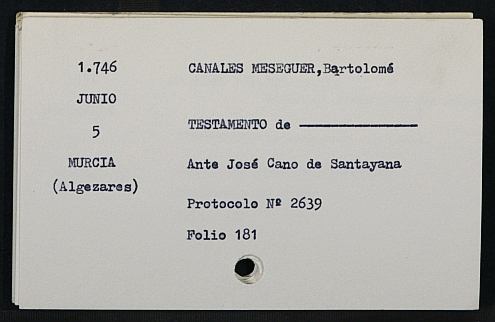 1.746
JUNIO
5
MURCIA
(Algezares)
CANALES MESEGUER,Bartolomé
TESTAMENTO de ————————
Ante José Cano de Santayana
Protocolo Nº 2639
Folio 181